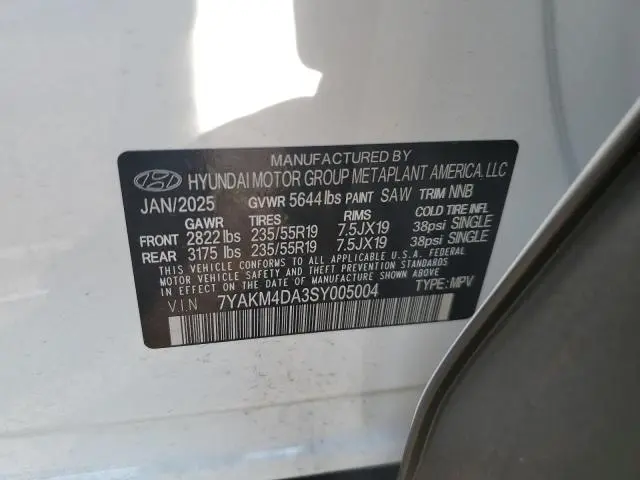 MANUFACTURED BY
HYUNDAI MOTOR GROUP METAPLANT AMERICA, LLC
JAN/2025 GVWR 5644 lbs PAINT SAW TRIM NNB
GAWR TIRES RIMS COLD TIRE INFL
FRONT 2822 lbs 235/55R19 7.5JX19 38psi SINGLE
REAR 3175 lbs 235/55R19 7.5JX19 38psi SINGLE
THIS VEHICLE CONFORMS TO ALL APPLICABLE U.S.A. FEDERAL
MOTOR VEHICLE SAFETY AND THEFT PREVENTION STANDARDS
IN EFFECT ON THE DATE OF MANUFACTURE SHOWN ABOVE
V.I.N 7YAKM4DA3SY005004 TYPE: MPV